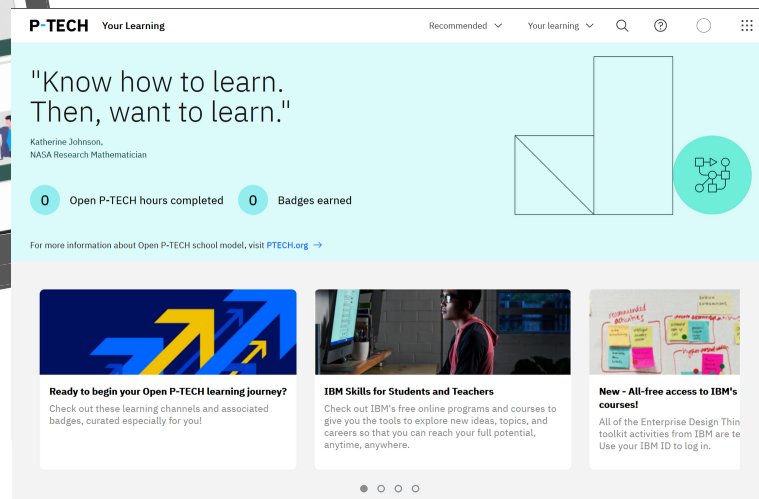 P-TECH Your Learning
Recommended Your learning
"Know how to learn.
Then, want to learn."
Katherine Johnson,
NASA Research Mathematician
0 Open P-TECH hours completed 0 Badges earned
For more information about Open P-TECH school model, visit PTECH.org →
Ready to begin your Open P-TECH learning journey?
Check out these learning channels and associated
badges, curated especially for you!
IBM Skills for Students and Teachers
Check out IBM's free online programs and courses to
give you the tools to explore new ideas, topics, and
careers so that you can reach your full potential,
anytime, anywhere.
recommended
activities
New - All-free access to IBM's
courses!
All of the Enterprise Design Thin
toolkit activities from IBM are te
Use your IBM ID to log in.